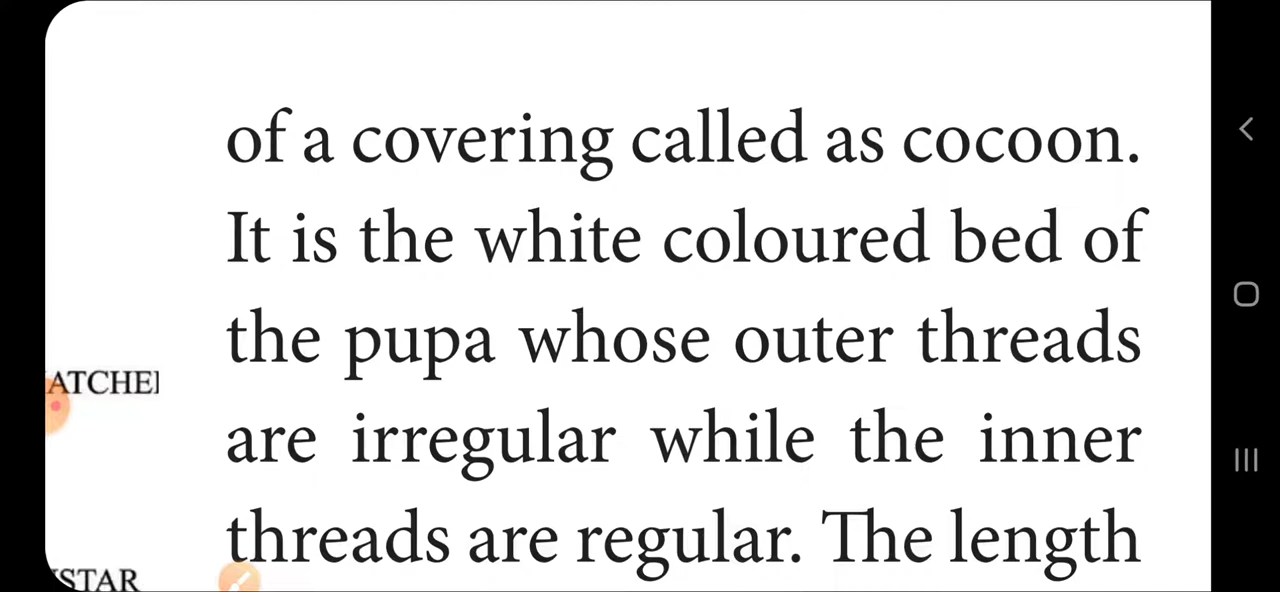 of a covering called as cocoon.
It is the white coloured bed of
the pupa whose outer threads
are irregular while the inner
threads are regular. The length